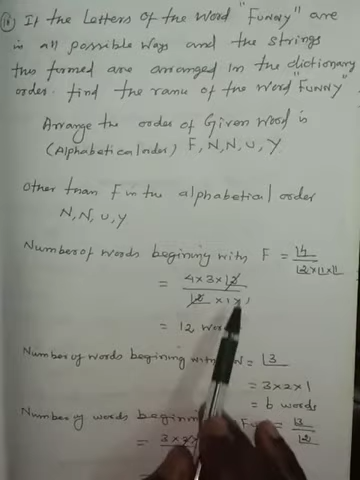 (10) If the Letters of the word "FUNNY" are
in all possible ways and the strings
thus formed are arranged in the dictionary
order. find the rank of the word "FUNNY".
Arrange the order of Given word is
(Alphabetical order) F, N, N, U, Y
Other than F in the alphabetical order
N, N, U, Y
Number of words begining with F = ⌊4 / ⌊2×⌊1×⌊1
= 4×3×⌊2 / ⌊2 ×1×1
= 12
Number of words begining N = ⌊3
= 3×2×1
= 6 words
Number of words = ⌊3 / ⌊2
=